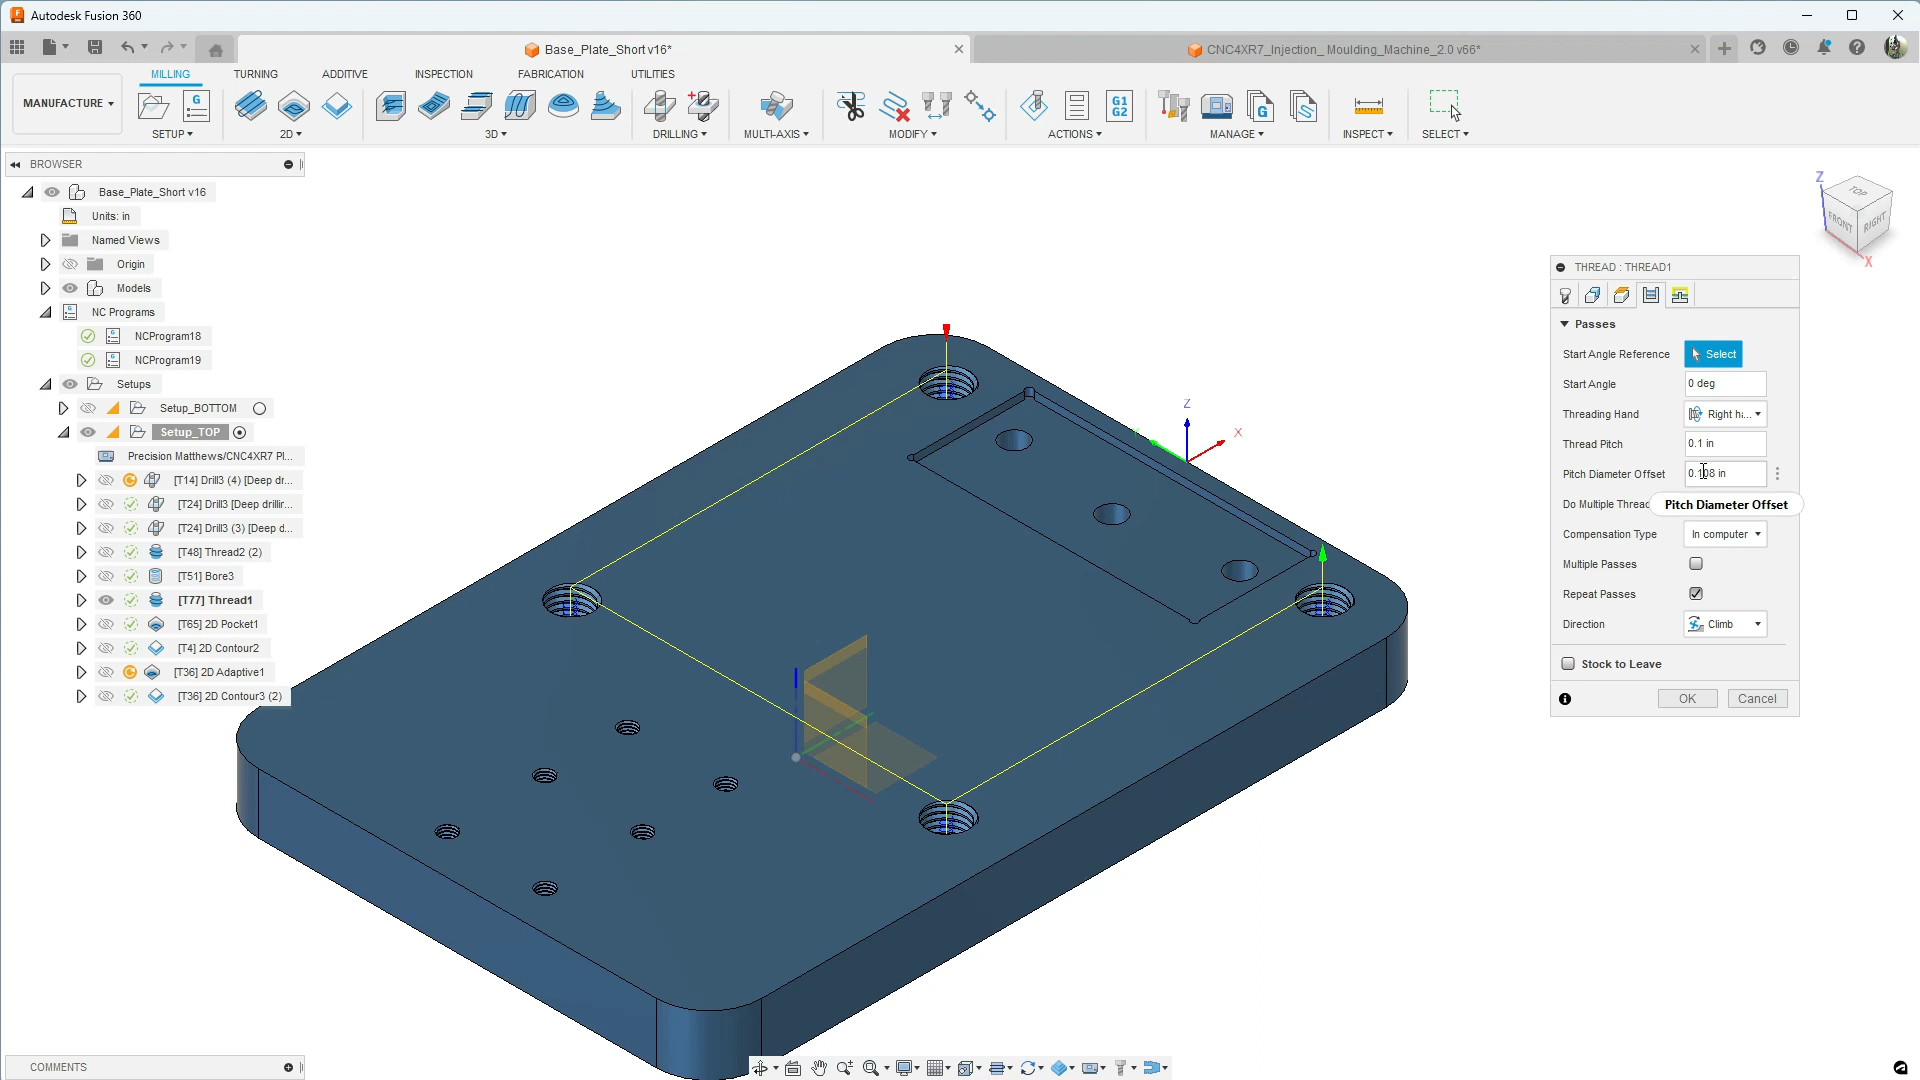 Autodesk Fusion 360
Base_Plate_Short v16*
CNC4XR7_Injection_ Moulding_Machine_2.0 v66*
MILLING
TURNING
ADDITIVE
INSPECTION
FABRICATION
UTILITIES
MANUFACTURE
G1
G2
SETUP
2D
3D
DRILLING
MULTI-AXIS
MODIFY
ACTIONS
MANAGE
INSPECT
SELECT
BROWSER
Base_Plate_Short v16
Units: in
Named Views
Origin
Models
NC Programs
NCProgram18
NCProgram19
Setups
Setup_BOTTOM
Setup_TOP
Precision Matthews/CNC4XR7 Pl...
[T14] Drill3 (4) [Deep dr...
[T24] Drill3 [Deep drillir...
[T24] Drill3 (3) [Deep d...
[T48] Thread2 (2)
[T51] Bore3
[T77] Thread1
[T65] 2D Pocket1
[T4] 2D Contour2
[T36] 2D Adaptive1
[T36] 2D Contour3 (2)
Z
X
Z
TOP
FRONT
RIGHT
X
THREAD : THREAD1
Passes
Start Angle Reference
Select
Start Angle
0 deg
Threading Hand
Right h...
Thread Pitch
0.1 in
Pitch Diameter Offset
0.108 in
Do Multiple Threac
Pitch Diameter Offset
Compensation Type
In computer
Multiple Passes
Repeat Passes
Direction
Climb
Stock to Leave
OK
Cancel
COMMENTS